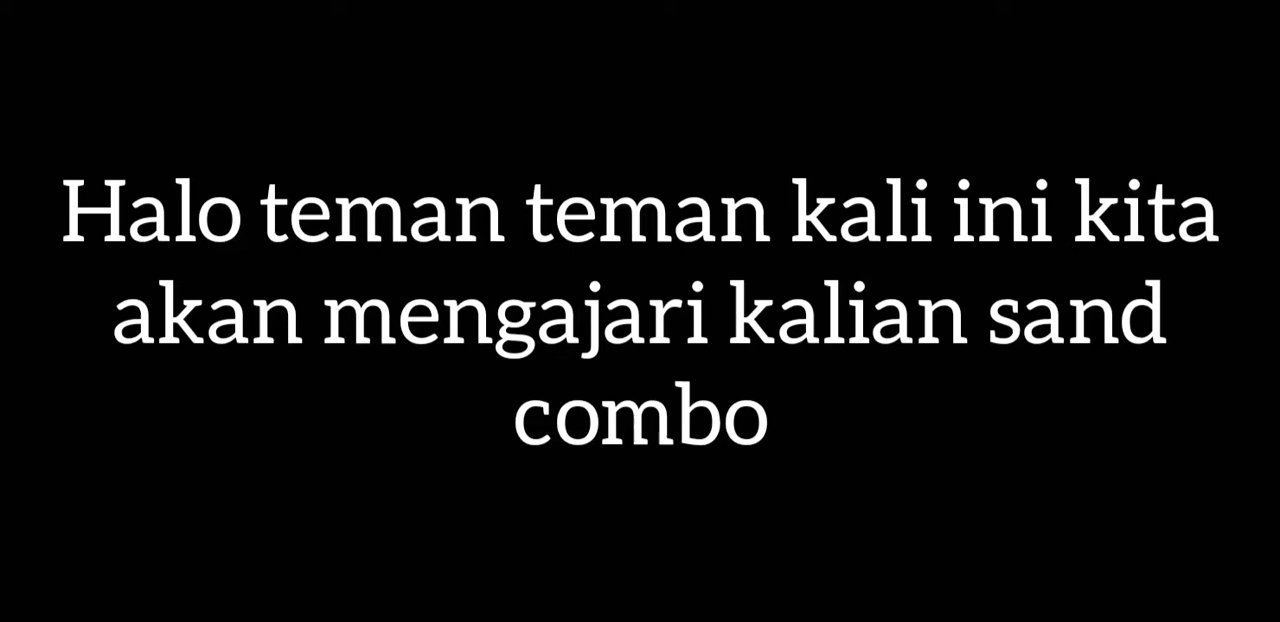 Halo teman teman kali ini kita
akan mengajari kalian sand
combo